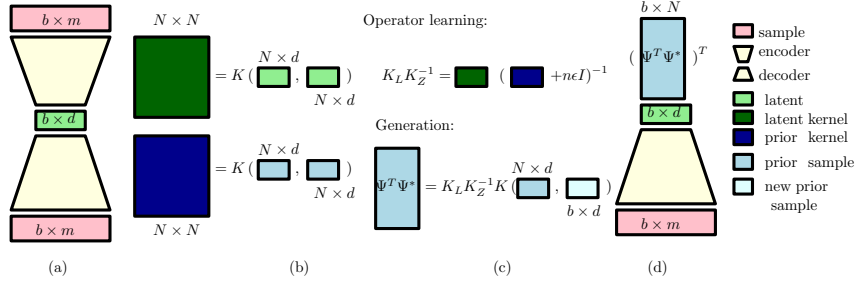 b × m
b × d
b × m
(a)
N × N
= K ( , )
N × d
N × d
= K ( , )
N × d
N × d
N × N
(b)
Operator learning:
K_L K_Z^{-1} = ( +nϵI)^{-1}
Generation:
Ψ^T Ψ^* = K_L K_Z^{-1} K( , )
N × d
b × d
(c)
b × N
( Ψ^T Ψ^* )^T
b × d
b × m
(d)
sample
encoder
decoder
latent
latent kernel
prior kernel
prior sample
new prior
sample